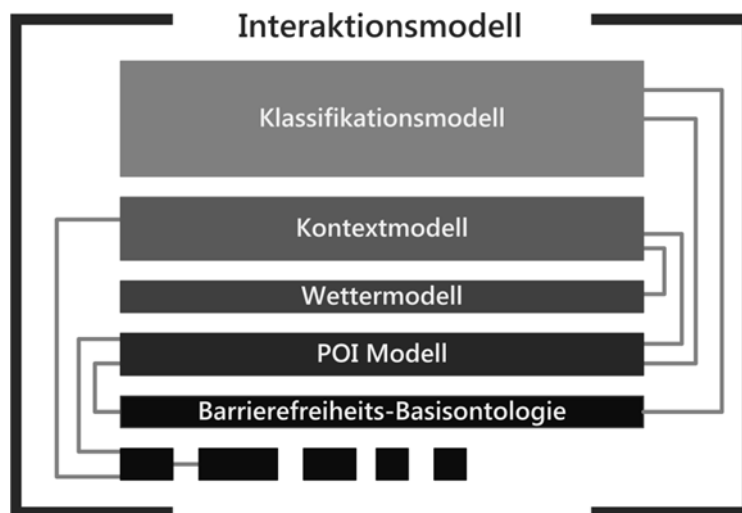 Interaktionsmodell
Klassifikationsmodell
Kontextmodell
Wettermodell
POI Modell
Barrierefreiheits-Basisontologie